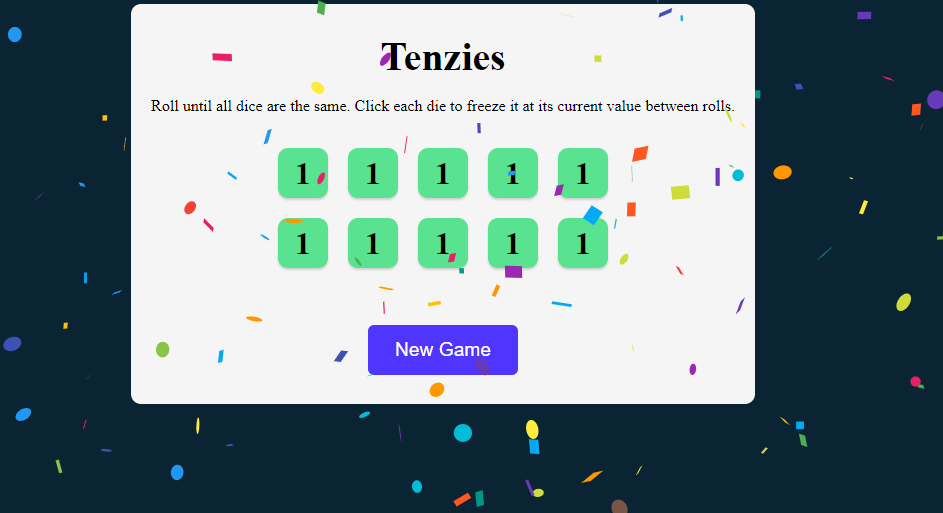 Tenzies
Roll until all dice are the same. Click each die to freeze it at its current value between rolls.
1 1 1 1 1
1 1 1 1 1
New Game